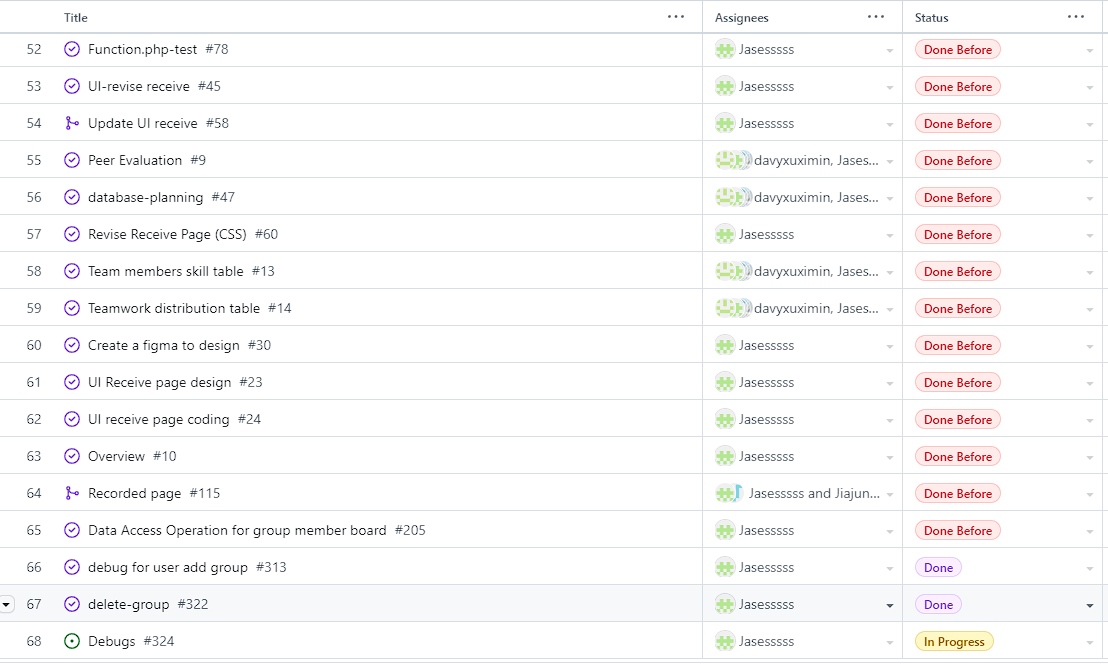 Title ... Assignees ... Status ...
52 Function.php-test #78 Jasesssss Done Before
53 UI-revise receive #45 Jasesssss Done Before
54 Update UI receive #58 Jasesssss Done Before
55 Peer Evaluation #9 davyxuximin, Jases... Done Before
56 database-planning #47 davyxuximin, Jases... Done Before
57 Revise Receive Page (CSS) #60 Jasesssss Done Before
58 Team members skill table #13 davyxuximin, Jases... Done Before
59 Teamwork distribution table #14 davyxuximin, Jases... Done Before
60 Create a figma to design #30 Jasesssss Done Before
61 UI Receive page design #23 Jasesssss Done Before
62 UI receive page coding #24 Jasesssss Done Before
63 Overview #10 Jasesssss Done Before
64 Recorded page #115 Jasesssss and Jiajun... Done Before
65 Data Access Operation for group member board #205 Jasesssss Done Before
66 debug for user add group #313 Jasesssss Done
67 delete-group #322 Jasesssss Done
68 Debugs #324 Jasesssss In Progress